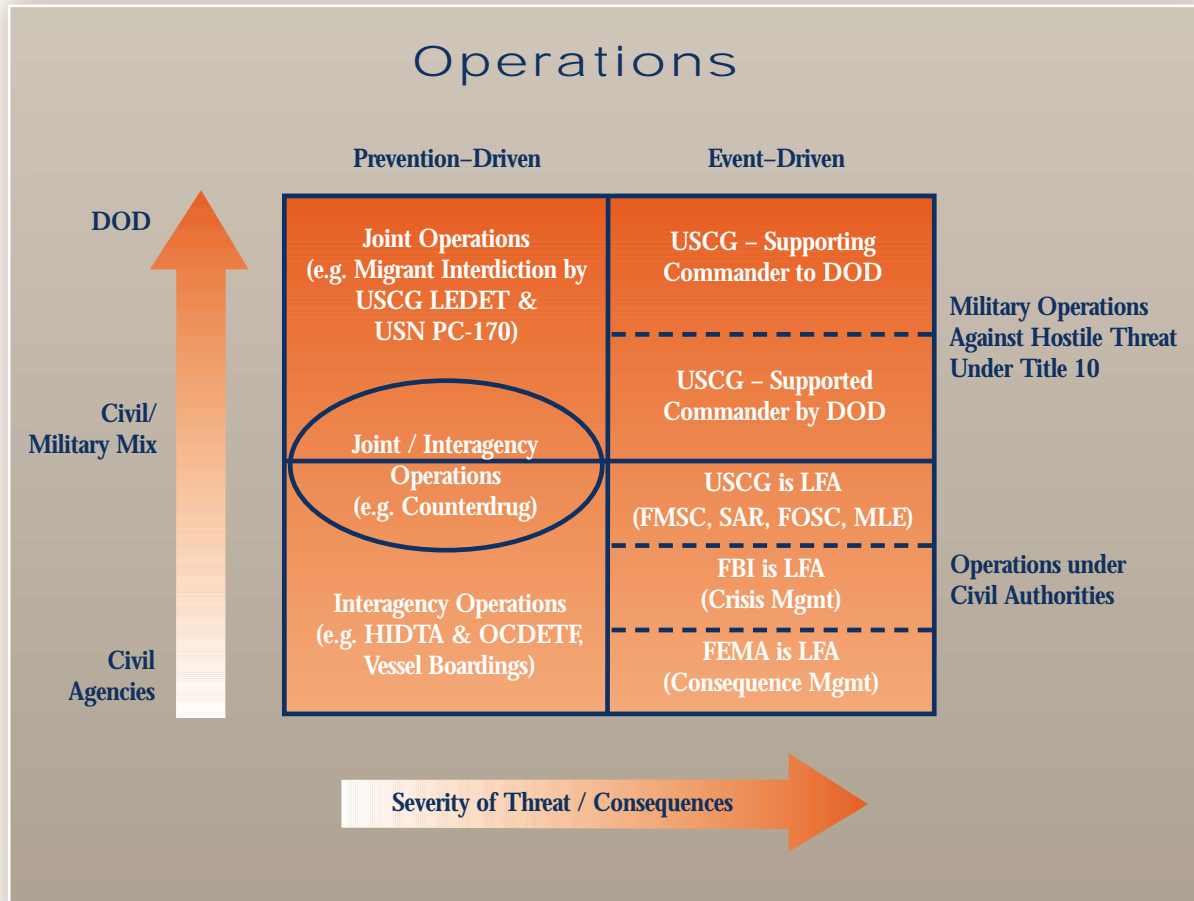 Operations
Prevention–Driven
Event–Driven
DOD
Civil/
Military Mix
Civil
Agencies
Joint Operations
(e.g. Migrant Interdiction by
USCG LEDET &
USN PC-170)
Joint / Interagency
Operations
(e.g. Counterdrug)
Interagency Operations
(e.g. HIDTA & OCDETF,
Vessel Boardings)
USCG – Supporting
Commander to DOD
USCG – Supported
Commander by DOD
USCG is LFA
(FMSC, SAR, FOSC, MLE)
FBI is LFA
(Crisis Mgmt)
FEMA is LFA
(Consequence Mgmt)
Military Operations
Against Hostile Threat
Under Title 10
Operations under
Civil Authorities
Severity of Threat / Consequences